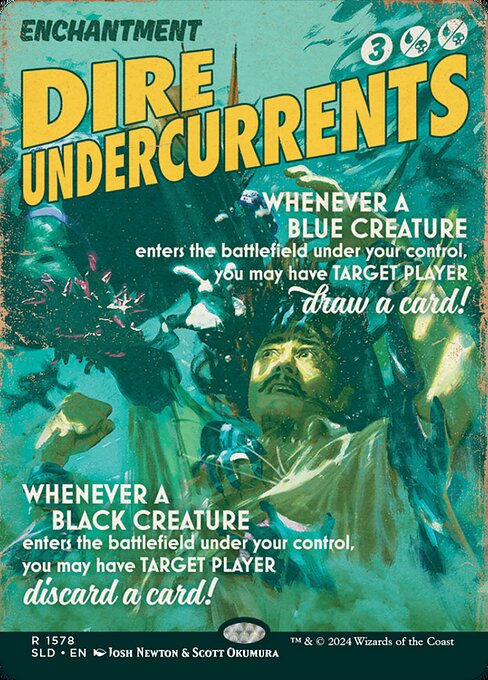 ENCHANTMENT
3
DIRE
UNDERCURRENTS
WHENEVER A
BLUE CREATURE
enters the battlefield under your control,
you may have TARGET PLAYER
draw a card!
WHENEVER A
BLACK CREATURE
enters the battlefield under your control,
you may have TARGET PLAYER
discard a card!
R 1578
SLD • EN Josh Newton & Scott Okumura
™ & © 2024 Wizards of the Coast